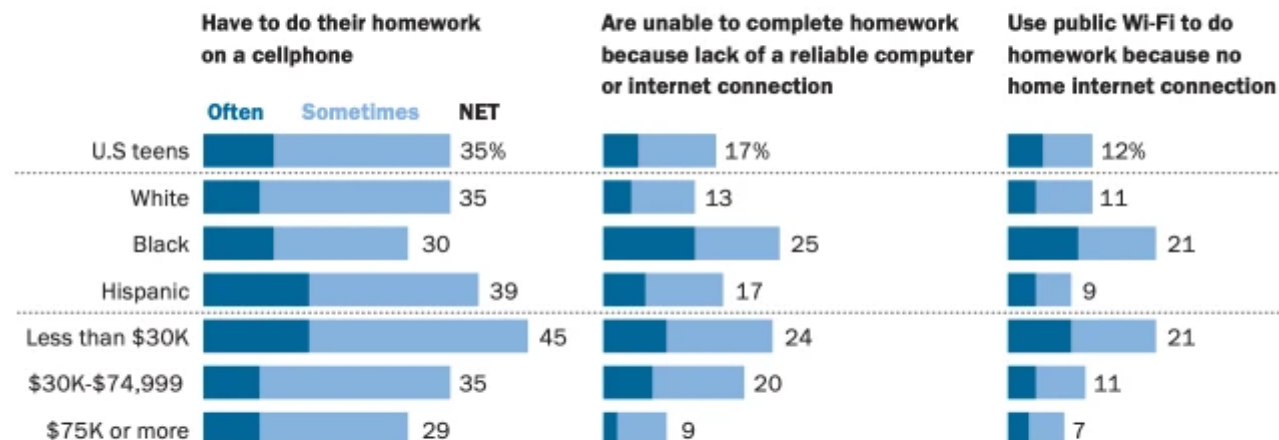 Have to do their homework
on a cellphone
Are unable to complete homework
because lack of a reliable computer
or internet connection
Use public Wi-Fi to do
homework because no
home internet connection
Often Sometimes NET
U.S teens 35% 17% 12%
White 35 13 11
Black 30 25 21
Hispanic 39 17 9
Less than $30K 45 24 21
$30K-$74,999 35 20 11
$75K or more 29 9 7